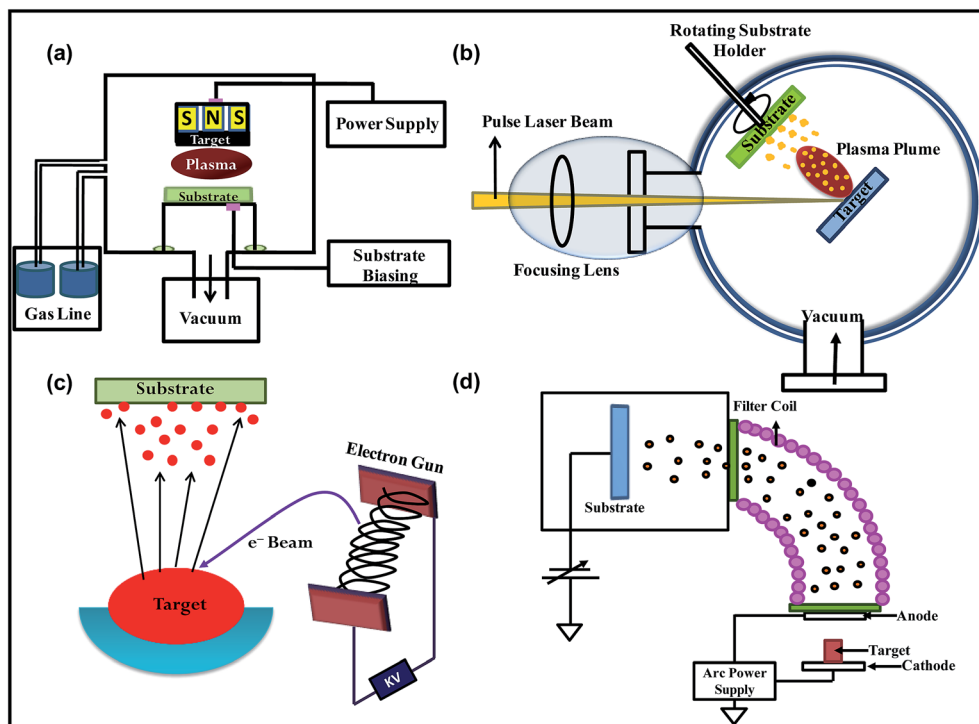 (a)
S N S
Target
Plasma
Substrate
Power Supply
Substrate
Biasing
Gas Line
Vacuum
(b)
Rotating Substrate
Holder
Pulse Laser Beam
Substrate
Plasma Plume
Target
Focusing Lens
Vacuum
(c)
Substrate
Electron Gun
e⁻ Beam
Target
KV
(d)
Filter Coil
Substrate
Anode
Target
Cathode
Arc Power
Supply